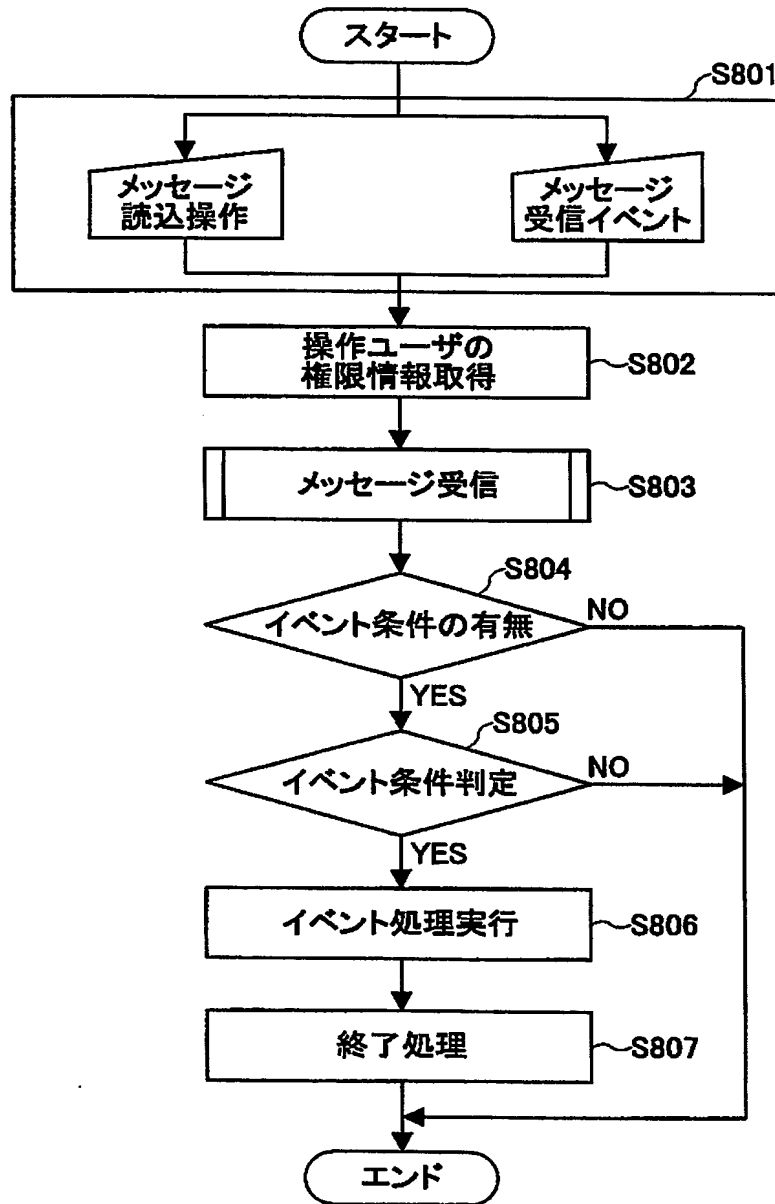 スタート
S801
メッセージ
読込操作
メッセージ
受信イベント
操作ユーザの
権限情報取得
S802
メッセージ受信
S803
S804
イベント条件の有無
NO
YES
S805
イベント条件判定
NO
YES
イベント処理実行
S806
終了処理
S807
エンド